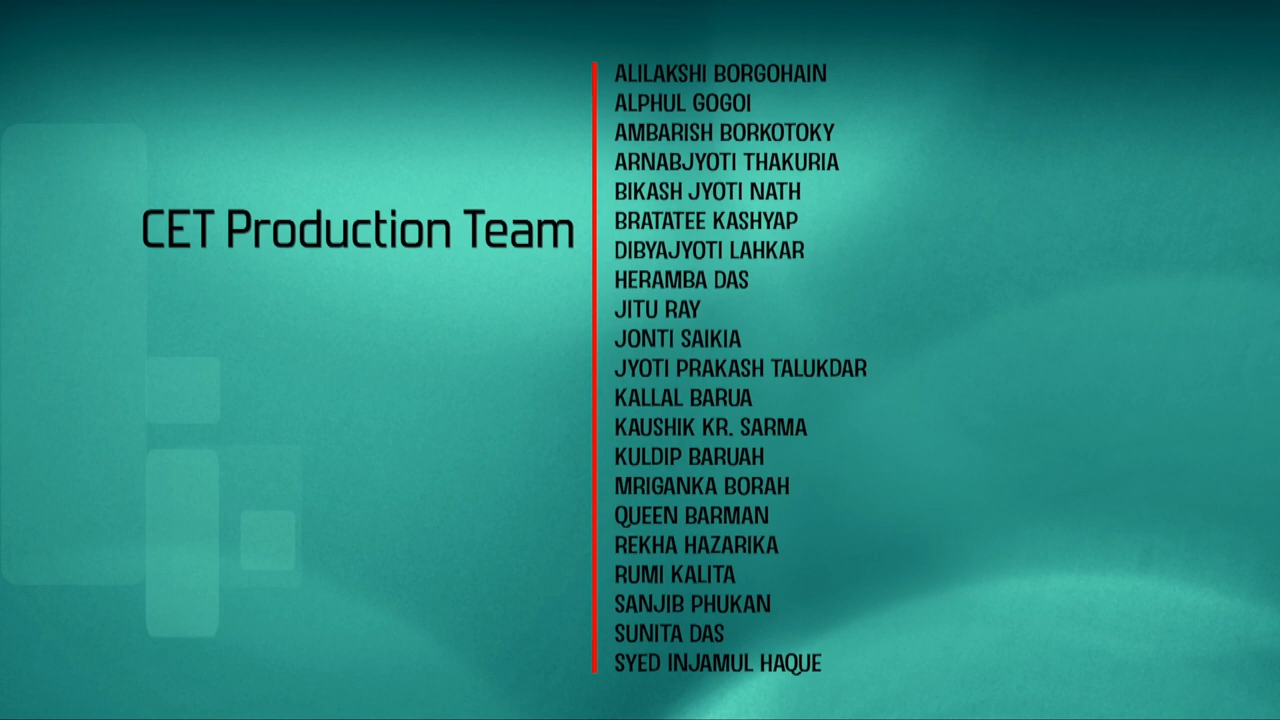 CET Production Team
ALILAKSHI BORGOHAIN
ALPHUL GOGOI
AMBARISH BORKOTOKY
ARNABJYOTI THAKURIA
BIKASH JYOTI NATH
BRATATEE KASHYAP
DIBYAJYOTI LAHKAR
HERAMBA DAS
JITU RAY
JONTI SAIKIA
JYOTI PRAKASH TALUKDAR
KALLAL BARUA
KAUSHIK KR. SARMA
KULDIP BARUAH
MRIGANKA BORAH
QUEEN BARMAN
REKHA HAZARIKA
RUMI KALITA
SANJIB PHUKAN
SUNITA DAS
SYED INJAMUL HAQUE